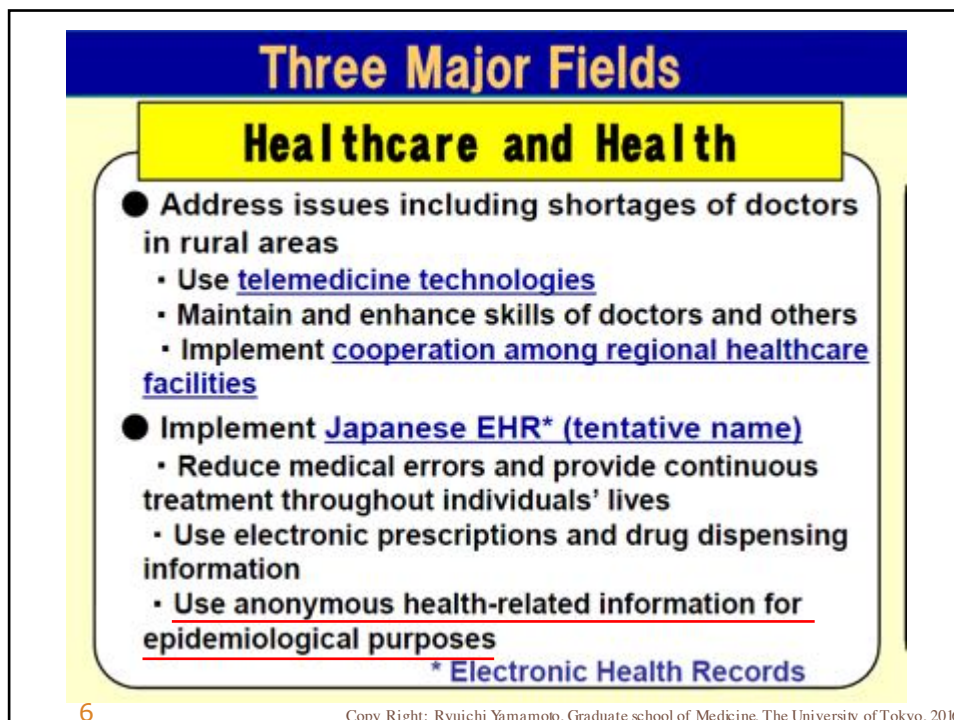 Three Major Fields
Healthcare and Health
● Address issues including shortages of doctors
in rural areas
・Use telemedicine technologies
・Maintain and enhance skills of doctors and others
・Implement cooperation among regional healthcare
facilities
● Implement Japanese EHR* (tentative name)
・Reduce medical errors and provide continuous
treatment throughout individuals' lives
・Use electronic prescriptions and drug dispensing
information
・Use anonymous health-related information for
epidemiological purposes
* Electronic Health Records
6
Copy Right: Ryuichi Yamamoto, Graduate school of Medicine, The University of Tokyo,